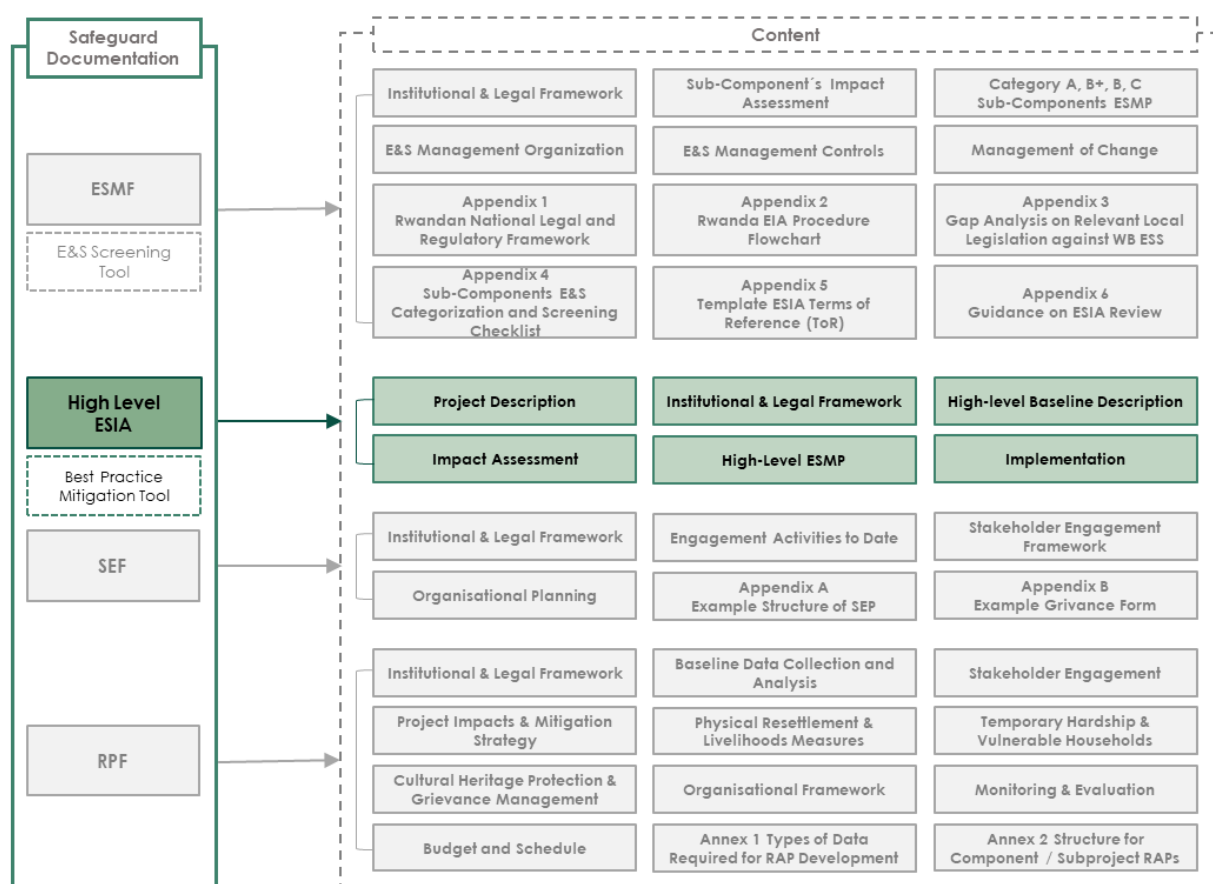 Safeguard
Documentation
Content
ESMF
E&S Screening
Tool
Institutional & Legal Framework
Sub-Component´s Impact
Assessment
Category A, B+, B, C
Sub-Components ESMP
E&S Management Organization
E&S Management Controls
Management of Change
Appendix 1
Rwandan National Legal and
Regulatory Framework
Appendix 2
Rwanda EIA Procedure
Flowchart
Appendix 3
Gap Analysis on Relevant Local
Legislation against WB ESS
Appendix 4
Sub-Components E&S
Categorization and Screening
Checklist
Appendix 5
Template ESIA Terms of
Reference (ToR)
Appendix 6
Guidance on ESIA Review
High Level
ESIA
Best Practice
Mitigation Tool
Project Description
Institutional & Legal Framework
High-level Baseline Description
Impact Assessment
High-Level ESMP
Implementation
SEF
Institutional & Legal Framework
Engagement Activities to Date
Stakeholder Engagement
Framework
Organisational Planning
Appendix A
Example Structure of SEP
Appendix B
Example Grivance Form
RPF
Institutional & Legal Framework
Baseline Data Collection and
Analysis
Stakeholder Engagement
Project Impacts & Mitigation
Strategy
Physical Resettlement &
Livelihoods Measures
Temporary Hardship &
Vulnerable Households
Cultural Heritage Protection &
Grievance Management
Organisational Framework
Monitoring & Evaluation
Budget and Schedule
Annex 1 Types of Data
Required for RAP Development
Annex 2 Structure for
Component / Subproject RAPs